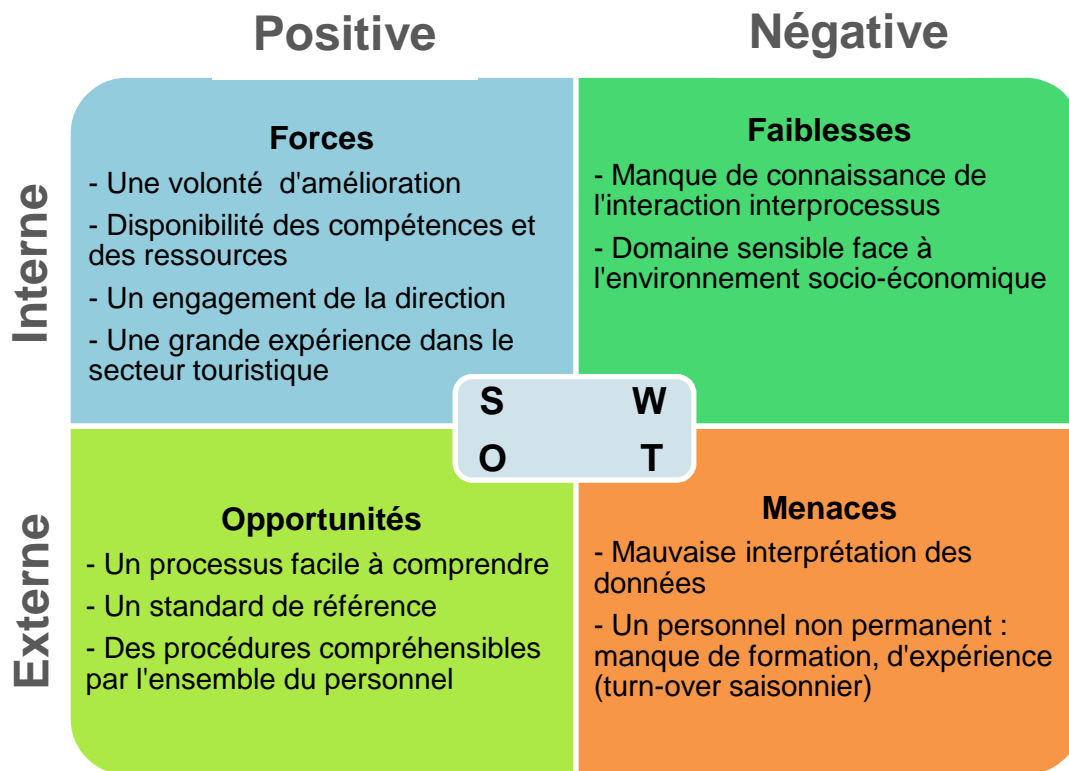 Positive
Négative
Interne
Forces
- Une volonté d'amélioration
- Disponibilité des compétences et
des ressources
- Un engagement de la direction
- Une grande expérience dans le
secteur touristique
Faiblesses
- Manque de connaissance de
l'interaction interprocessus
- Domaine sensible face à
l'environnement socio-économique
S W
O T
Externe
Opportunités
- Un processus facile à comprendre
- Un standard de référence
- Des procédures compréhensibles
par l'ensemble du personnel
Menaces
- Mauvaise interprétation des
données
- Un personnel non permanent :
manque de formation, d'expérience
(turn-over saisonnier)